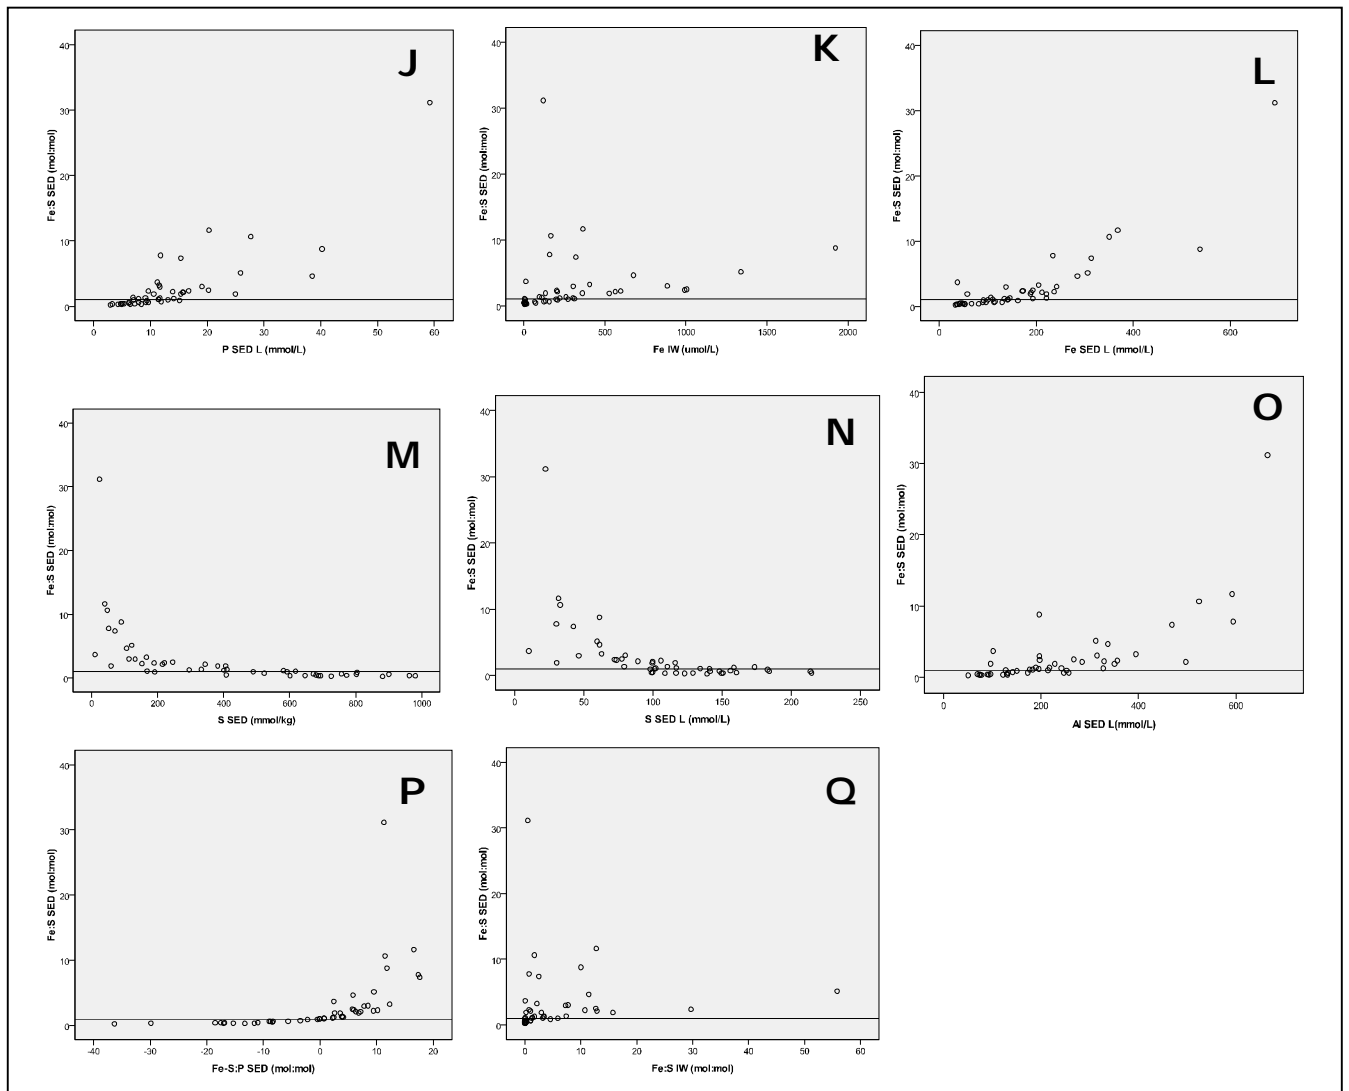 J
40
30
20
10
0
Fe:S SED (mol:mol)
0 10 20 30 40 50 60
P SED L (mmol/L)
K
40
30
20
10
0
Fe:S SED (mol:mol)
0 500 1000 1500 2000
Fe IW (umol/L)
L
40
30
20
10
0
Fe:S SED (mol:mol)
0 200 400 600
Fe SED L (mmol/L)
M
40
30
20
10
0
Fe:S SED (mol:mol)
0 200 400 600 800 1000
S SED (mmol/kg)
N
40
30
20
10
0
Fe:S SED (mol:mol)
0 50 100 150 200 250
S SED L (mmol/L)
O
40
30
20
10
0
Fe:S SED (mol:mol)
0 200 400 600
Al SED L(mmol/L)
P
40
30
20
10
0
Fe:S SED (mol:mol)
-40 -30 -20 -10 0 10 20
Fe-S:P SED (mol:mol)
Q
40
30
20
10
0
Fe:S SED (mol:mol)
0 10 20 30 40 50 60
Fe:S IW (mol:mol)